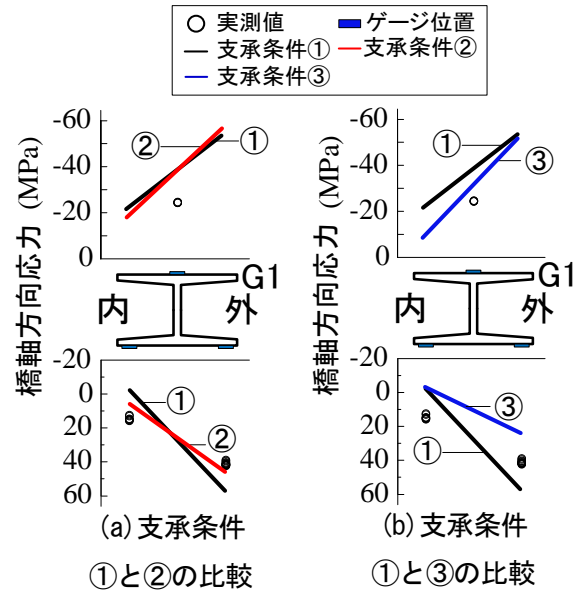 実測値 ゲージ位置
支承条件① 支承条件②
支承条件③
橋軸方向応力 (MPa)
-60
-40
-20
0
② ①
G1
内 外
-20
0
20
40
60
①
②
(a) 支承条件
①と②の比較
橋軸方向応力 (MPa)
-60
-40
-20
0
①
③
G1
内 外
-20
0
20
40
60
③
①
(b) 支承条件
①と③の比較